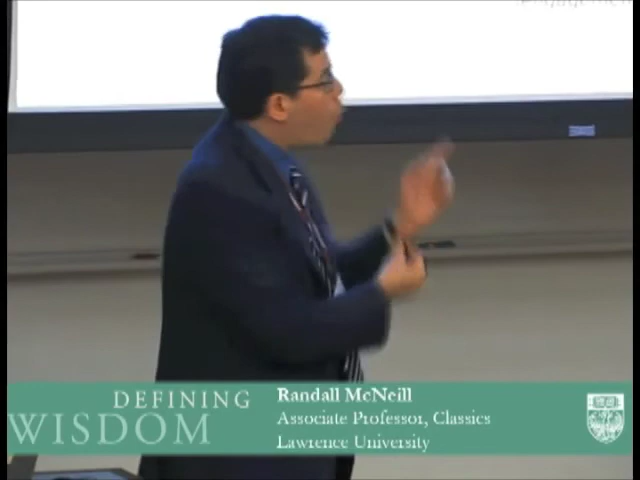 DEFINING
WISDOM
Randall McNeill
Associate Professor, Classics
Lawrence University